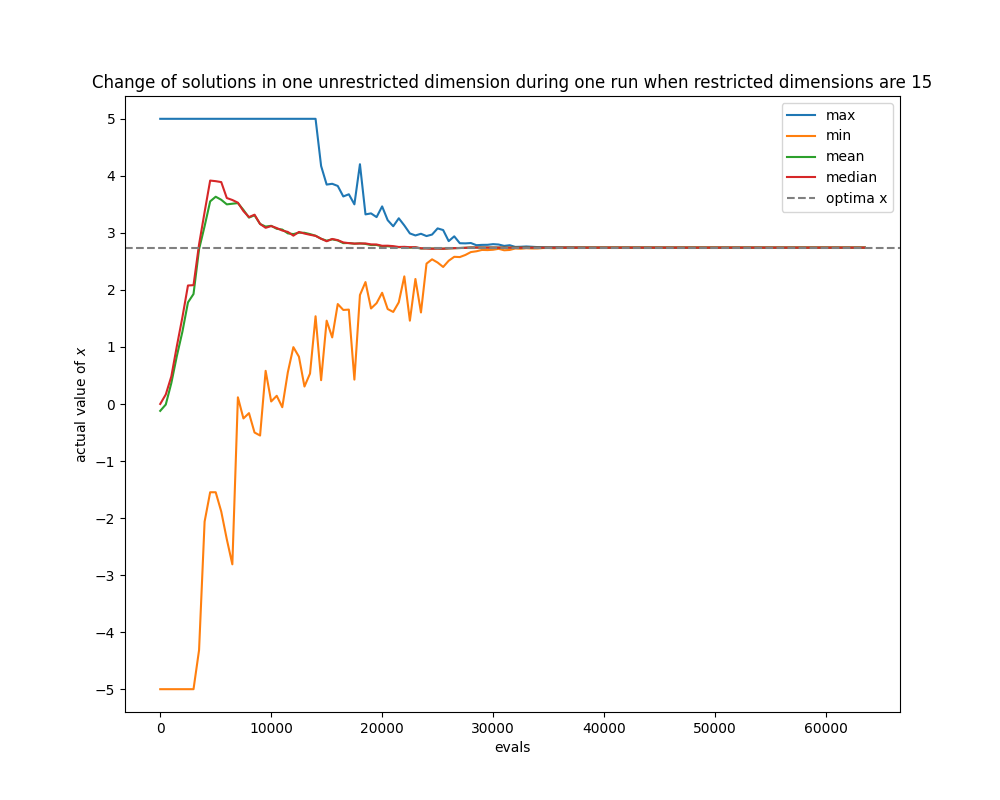 Change of solutions in one unrestricted dimension during one run when restricted dimensions are 15
max
min
mean
median
optima x
5
4
3
2
1
0
−1
−2
−3
−4
−5
actual value of x
0 10000 20000 30000 40000 50000 60000
evals